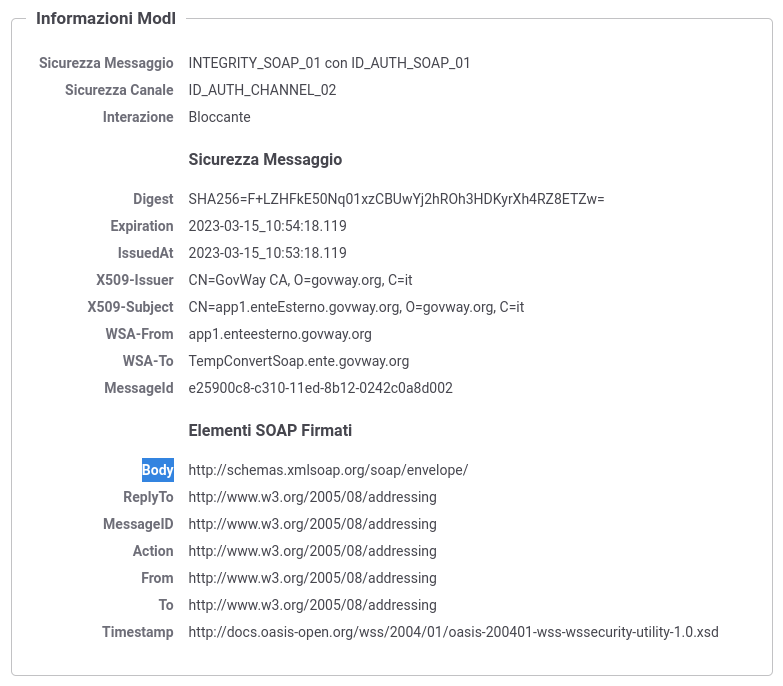 Informazioni ModI
Sicurezza Messaggio INTEGRITY_SOAP_01 con ID_AUTH_SOAP_01
Sicurezza Canale ID_AUTH_CHANNEL_02
Interazione Bloccante
Sicurezza Messaggio
Digest SHA256=F+LZHFkE50Nq01xzCBUwYj2hROh3HDKyrXh4RZ8ETZw=
Expiration 2023-03-15_10:54:18.119
IssuedAt 2023-03-15_10:53:18.119
X509-Issuer CN=GovWay CA, O=govway.org, C=it
X509-Subject CN=app1.enteEsterno.govway.org, O=govway.org, C=it
WSA-From app1.enteesterno.govway.org
WSA-To TempConvertSoap.ente.govway.org
MessageId e25900c8-c310-11ed-8b12-0242c0a8d002
Elementi SOAP Firmati
Body http://schemas.xmlsoap.org/soap/envelope/
ReplyTo http://www.w3.org/2005/08/addressing
MessageID http://www.w3.org/2005/08/addressing
Action http://www.w3.org/2005/08/addressing
From http://www.w3.org/2005/08/addressing
To http://www.w3.org/2005/08/addressing
Timestamp http://docs.oasis-open.org/wss/2004/01/oasis-200401-wss-wssecurity-utility-1.0.xsd